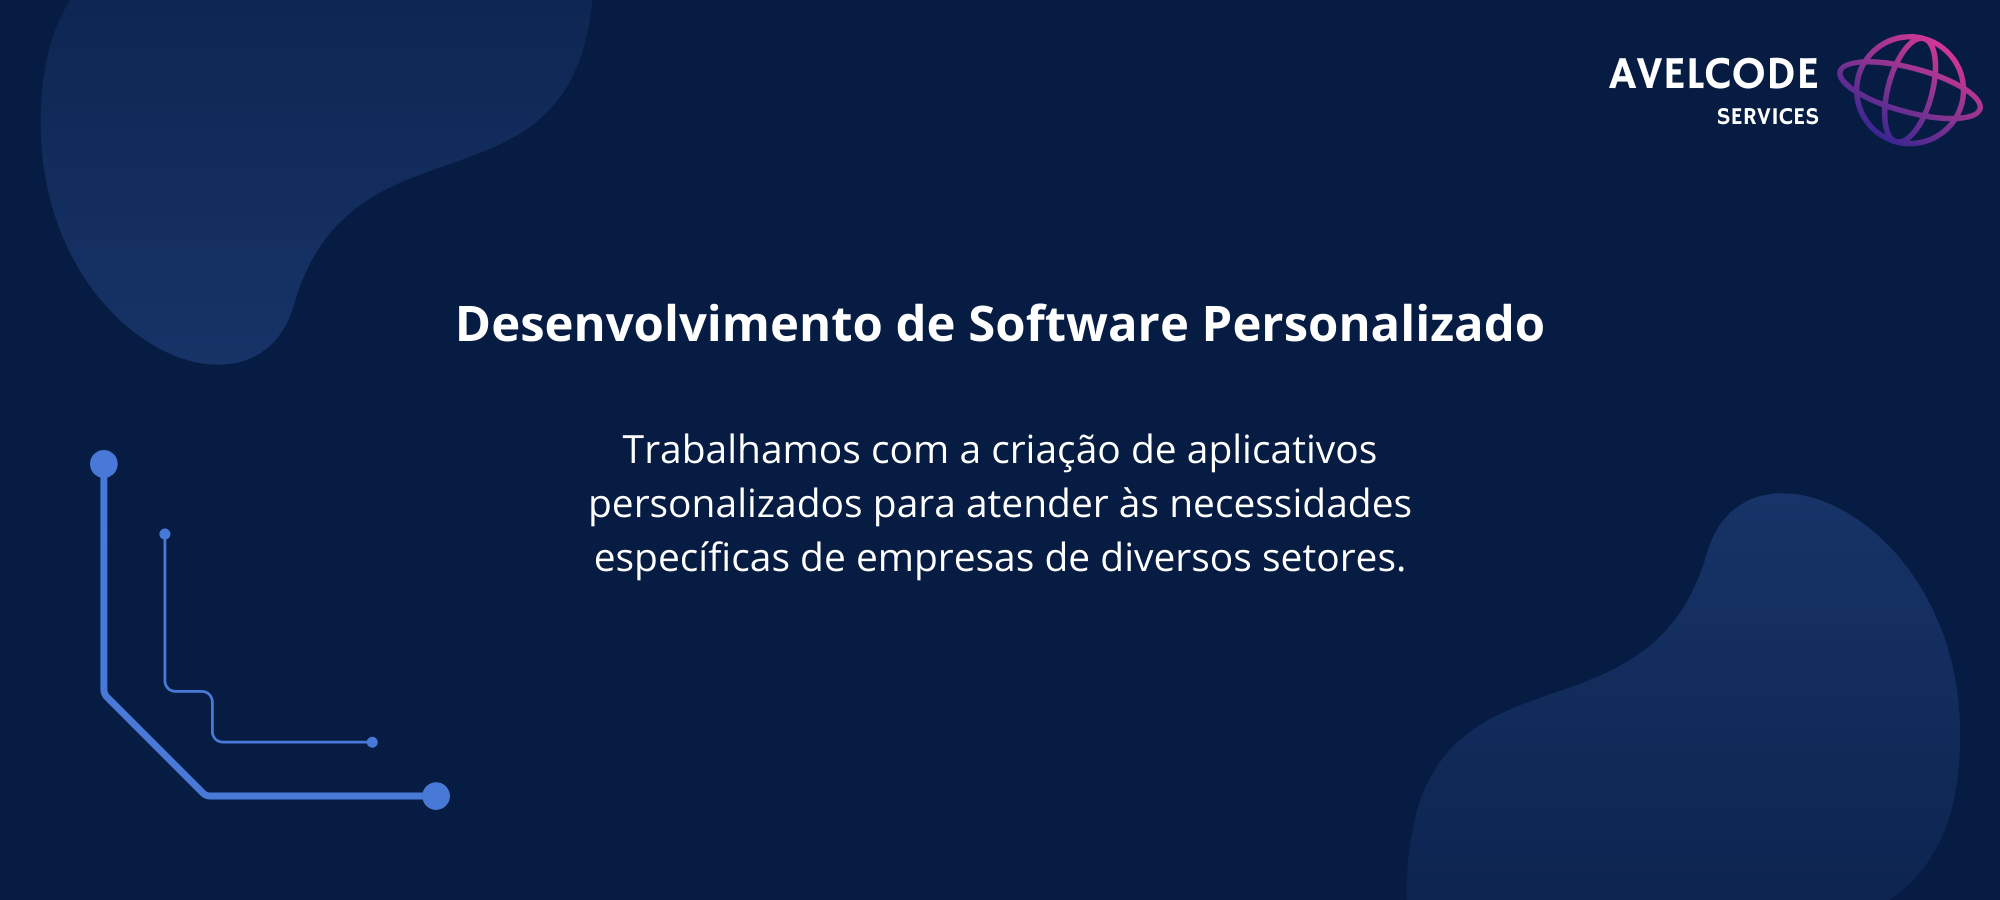 AVELCODE
SERVICES
Desenvolvimento de Software Personalizado
Trabalhamos com a criação de aplicativos
personalizados para atender às necessidades
específicas de empresas de diversos setores.